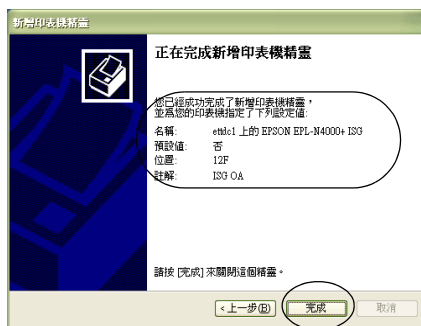 新增印表機精靈
正在完成新增印表機精靈
您已經成功完成了新增印表機精靈，
並為您的印表機指定了下列設定值:
名稱: ettdc1 上的 EPSON EPL-N4000+ ISG
預設值: 否
位置: 12F
註解: ISG OA
請按 [完成] 來關閉這個精靈。
<上一步(B) 完成 取消